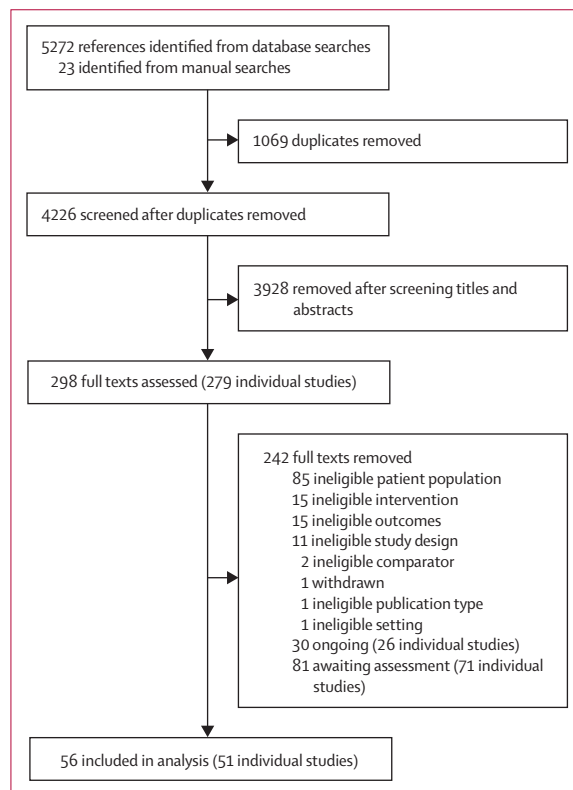 5272 references identified from database searches
23 identified from manual searches
1069 duplicates removed
4226 screened after duplicates removed
3928 removed after screening titles and
abstracts
298 full texts assessed (279 individual studies)
242 full texts removed
85 ineligible patient population
15 ineligible intervention
15 ineligible outcomes
11 ineligible study design
2 ineligible comparator
1 withdrawn
1 ineligible publication type
1 ineligible setting
30 ongoing (26 individual studies)
81 awaiting assessment (71 individual
studies)
56 included in analysis (51 individual studies)